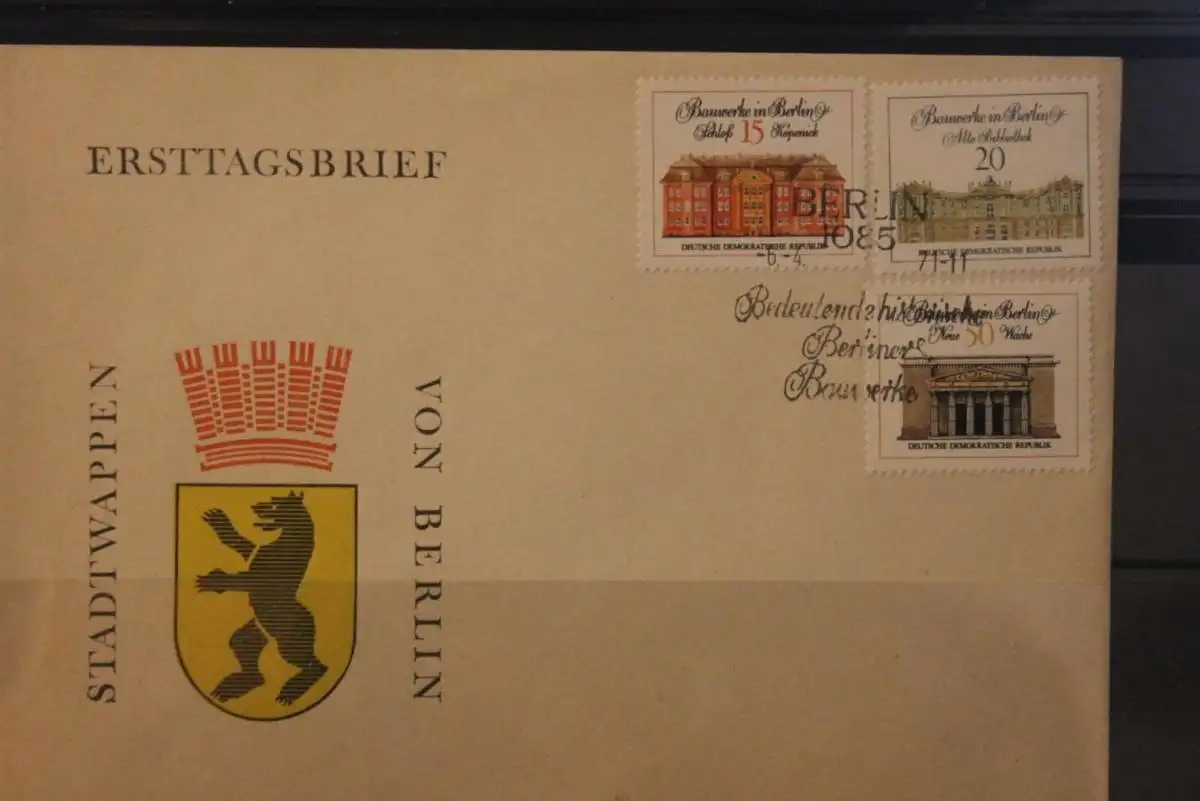 ERSTTAGSBRIEF
STADTWAPPEN
VON BERLIN
Bauwerke in Berlin
Schloß 15 Köpenick
DEUTSCHE DEMOKRATISCHE REPUBLIK
Bauwerke in Berlin
Alte Bibliothek
20
DEUTSCHE DEMOKRATISCHE REPUBLIK
BERLIN
1085
-6-4. 71-11
Bedeutende historische
Berliner
Bauwerke
Bauwerke in Berlin
Neue 50 Wache
DEUTSCHE DEMOKRATISCHE REPUBLIK